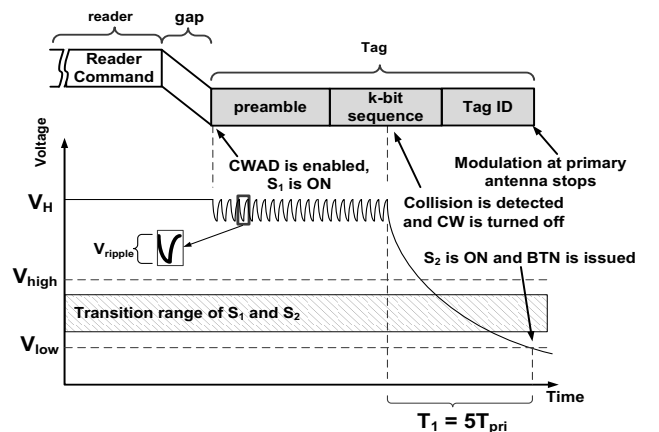 reader
gap
Tag
Reader
Command
preamble
k-bit
sequence
Tag ID
Voltage
CWAD is enabled,
S1 is ON
Modulation at primary
antenna stops
VH
Collision is detected
and CW is turned off
Vripple
S2 is ON and BTN is issued
Vhigh
Transition range of S1 and S2
Vlow
Time
T1 = 5Tpri